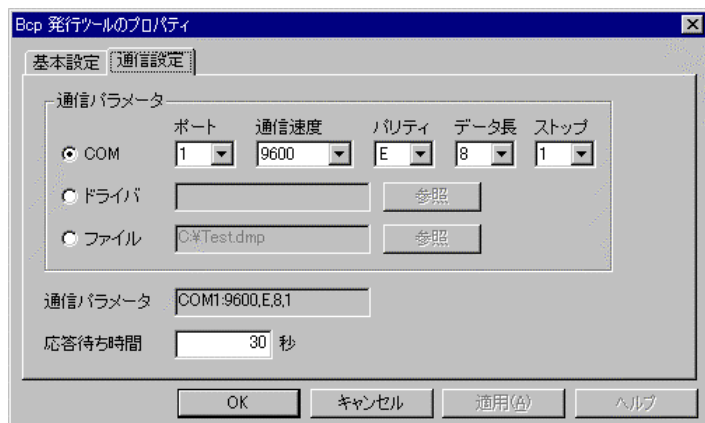 Bcp 発行ツールのプロパティ
基本設定 通信設定
通信パラメータ
ポート 通信速度 パリティ データ長 ストップ
COM 1 9600 E 8 1
ドライバ 参照
ファイル C:¥Test.dmp 参照
通信パラメータ COM1:9600,E,8,1
応答待ち時間 30 秒
OK キャンセル 適用(A) ヘルプ